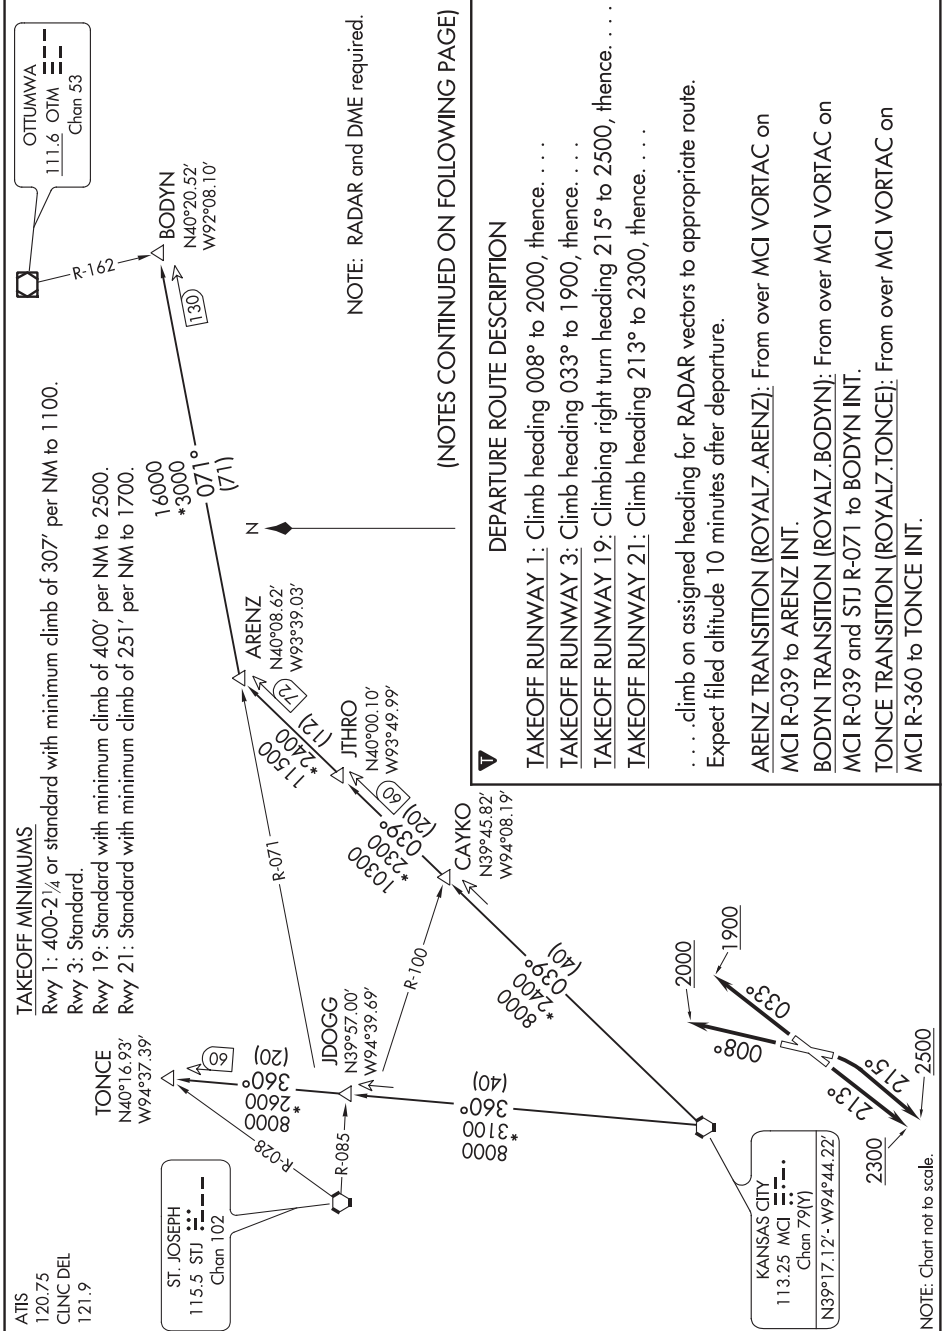 ATIS
120.75
CLNC DEL
121.9
TAKEOFF MINIMUMS
Rwy 1: 400-2¼ or standard with minimum climb of 307' per NM to 1100.
Rwy 3: Standard.
Rwy 19: Standard with minimum climb of 400' per NM to 2500.
Rwy 21: Standard with minimum climb of 251' per NM to 1700.
OTTUMWA
111.6 OTM
Chan 53
R-162
BODYN
N40°20.52'
W92°08.10'
130
16000
*3000
071°
(71)
N
NOTE: RADAR and DME required.
(NOTES CONTINUED ON FOLLOWING PAGE)
TONCE
N40°16.93'
W94°37.39'
60
ST. JOSEPH
115.5 STJ
Chan 102
R-028
R-085
8000
*2600
360°
(20)
JDOGG
N39°57.00'
W94°39.69'
R-071
R-100
8000
*3100
360°
(40)
ARENZ
N40°08.62'
W93°39.03'
72
11500
*2400
(12)
JTHRO
N40°00.10'
W93°49.99'
60
10300
*2300
039°
(20)
CAYKO
N39°45.82'
W94°08.19'
8000
*2400
039°
(40)
KANSAS CITY
113.25 MCI
Chan 79(Y)
N39°17.12'- W94°44.22'
2000
1900
008°
033°
213°
215°
2300
2500
NOTE: Chart not to scale.
T
DEPARTURE ROUTE DESCRIPTION
TAKEOFF RUNWAY 1: Climb heading 008° to 2000, thence. . . .
TAKEOFF RUNWAY 3: Climb heading 033° to 1900, thence. . . .
TAKEOFF RUNWAY 19: Climbing right turn heading 215° to 2500, thence. . . .
TAKEOFF RUNWAY 21: Climb heading 213° to 2300, thence. . . .
. . . .climb on assigned heading for RADAR vectors to appropriate route.
Expect filed altitude 10 minutes after departure.
ARENZ TRANSITION (ROYAL7.ARENZ): From over MCI VORTAC on
MCI R-039 to ARENZ INT.
BODYN TRANSITION (ROYAL7.BODYN): From over MCI VORTAC on
MCI R-039 and STJ R-071 to BODYN INT.
TONCE TRANSITION (ROYAL7.TONCE): From over MCI VORTAC on
MCI R-360 to TONCE INT.